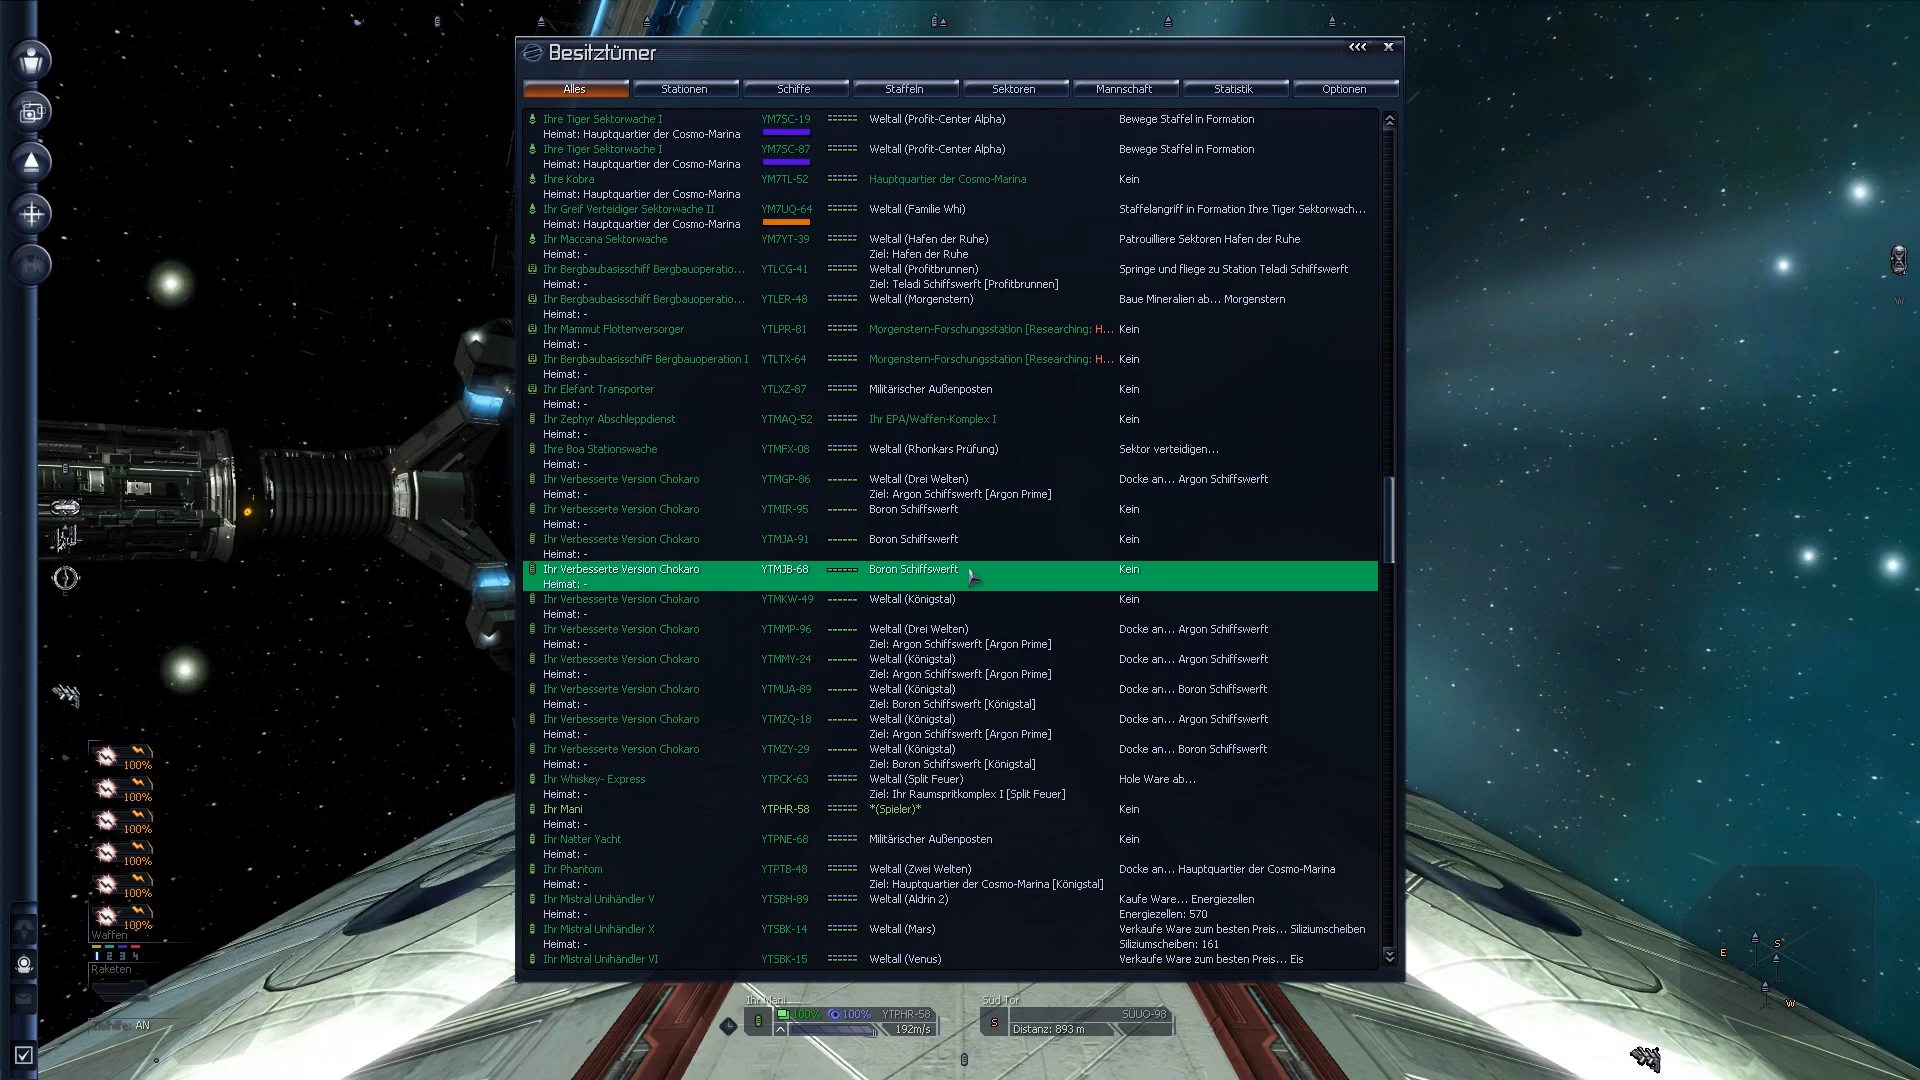 Besitztümer
Alles Stationen Schiffe Staffeln Sektoren Mannschaft Statistik Optionen
Ihre Tiger Sektorwache I YM7SC-19 Weltall (Profit-Center Alpha) Bewege Staffel in Formation
Heimat: Hauptquartier der Cosmo-Marina
Ihre Tiger Sektorwache I YM7SC-87 Weltall (Profit-Center Alpha) Bewege Staffel in Formation
Heimat: Hauptquartier der Cosmo-Marina
Ihre Kobra YM7TL-52 Hauptquartier der Cosmo-Marina Kein
Heimat: Hauptquartier der Cosmo-Marina
Ihr Greif Verteidiger Sektorwache II YM7UQ-64 Weltall (Familie Whi) Staffelangriff in Formation Ihre Tiger Sektorwach...
Heimat: Hauptquartier der Cosmo-Marina
Ihr Maccana Sektorwache YM7YT-39 Weltall (Hafen der Ruhe) Patrouilliere Sektoren Hafen der Ruhe
Heimat: - Ziel: Hafen der Ruhe
Ihr Bergbaubasisschiff Bergbauoperatio... YTLCG-41 Weltall (Profitbrunnen) Springe und fliege zu Station Teladi Schiffswerft
Heimat: - Ziel: Teladi Schiffswerft [Profitbrunnen]
Ihr Bergbaubasisschiff Bergbauoperatio... YTLER-48 Weltall (Morgenstern) Baue Mineralien ab... Morgenstern
Heimat: -
Ihr Mammut Flottenversorger YTLPR-81 Morgenstern-Forschungsstation [Researching: H... Kein
Heimat: -
Ihr BergbaubasisschifF Bergbauoperation I YTLTX-64 Morgenstern-Forschungsstation [Researching: H... Kein
Heimat: -
Ihr Elefant Transporter YTLXZ-87 Militärischer Außenposten Kein
Heimat: -
Ihr Zephyr Abschleppdienst YTMAQ-52 Ihr EPA/Waffen-Komplex I Kein
Heimat: -
Ihre Boa Stationswache YTMFX-08 Weltall (Rhonkars Prüfung) Sektor verteidigen...
Heimat: -
Ihr Verbesserte Version Chokaro YTMGP-86 Weltall (Drei Welten) Docke an... Argon Schiffswerft
Heimat: - Ziel: Argon Schiffswerft [Argon Prime]
Ihr Verbesserte Version Chokaro YTMIR-95 Boron Schiffswerft Kein
Heimat: -
Ihr Verbesserte Version Chokaro YTMJA-91 Boron Schiffswerft Kein
Heimat: -
Ihr Verbesserte Version Chokaro YTMJB-68 Boron Schiffswerft Kein
Heimat: -
Ihr Verbesserte Version Chokaro YTMKW-49 Weltall (Königstal) Kein
Heimat: -
Ihr Verbesserte Version Chokaro YTMMP-96 Weltall (Drei Welten) Docke an... Argon Schiffswerft
Heimat: - Ziel: Argon Schiffswerft [Argon Prime]
Ihr Verbesserte Version Chokaro YTMMY-24 Weltall (Königstal) Docke an... Argon Schiffswerft
Heimat: - Ziel: Argon Schiffswerft [Argon Prime]
Ihr Verbesserte Version Chokaro YTMUA-89 Weltall (Königstal) Docke an... Boron Schiffswerft
Heimat: - Ziel: Boron Schiffswerft [Königstal]
Ihr Verbesserte Version Chokaro YTMZQ-18 Weltall (Königstal) Docke an... Argon Schiffswerft
Heimat: - Ziel: Argon Schiffswerft [Argon Prime]
Ihr Verbesserte Version Chokaro YTMZY-29 Weltall (Königstal) Docke an... Boron Schiffswerft
Heimat: - Ziel: Boron Schiffswerft [Königstal]
Ihr Whiskey- Express YTPCK-63 Weltall (Split Feuer) Hole Ware ab...
Heimat: - Ziel: Ihr Raumspritkomplex I [Split Feuer]
Ihr Mani YTPHR-58 *(Spieler)* Kein
Heimat: -
Ihr Natter Yacht YTPNE-68 Militärischer Außenposten Kein
Heimat: -
Ihr Phantom YTPTB-48 Weltall (Zwei Welten) Docke an... Hauptquartier der Cosmo-Marina
Heimat: - Ziel: Hauptquartier der Cosmo-Marina [Königstal]
Ihr Mistral Unihändler V YTSBH-89 Weltall (Aldrin 2) Kaufe Ware... Energiezellen
Heimat: - Energiezellen: 570
Ihr Mistral Unihändler X YTSBK-14 Weltall (Mars) Verkaufe Ware zum besten Preis... Siliziumscheiben
Heimat: - Siliziumscheiben: 161
Ihr Mistral Unihändler VI YTSBK-15 Weltall (Venus) Verkaufe Ware zum besten Preis... Eis
100%
100%
100%
100%
100%
100%
Waffen
1 2 3 4
Raketen
AN
Ihr Mani
100% 100% YTPHR-58
192m/s
Süd Tor
S SÜUO-98
Distanz: 893 m
E S
W
E
W